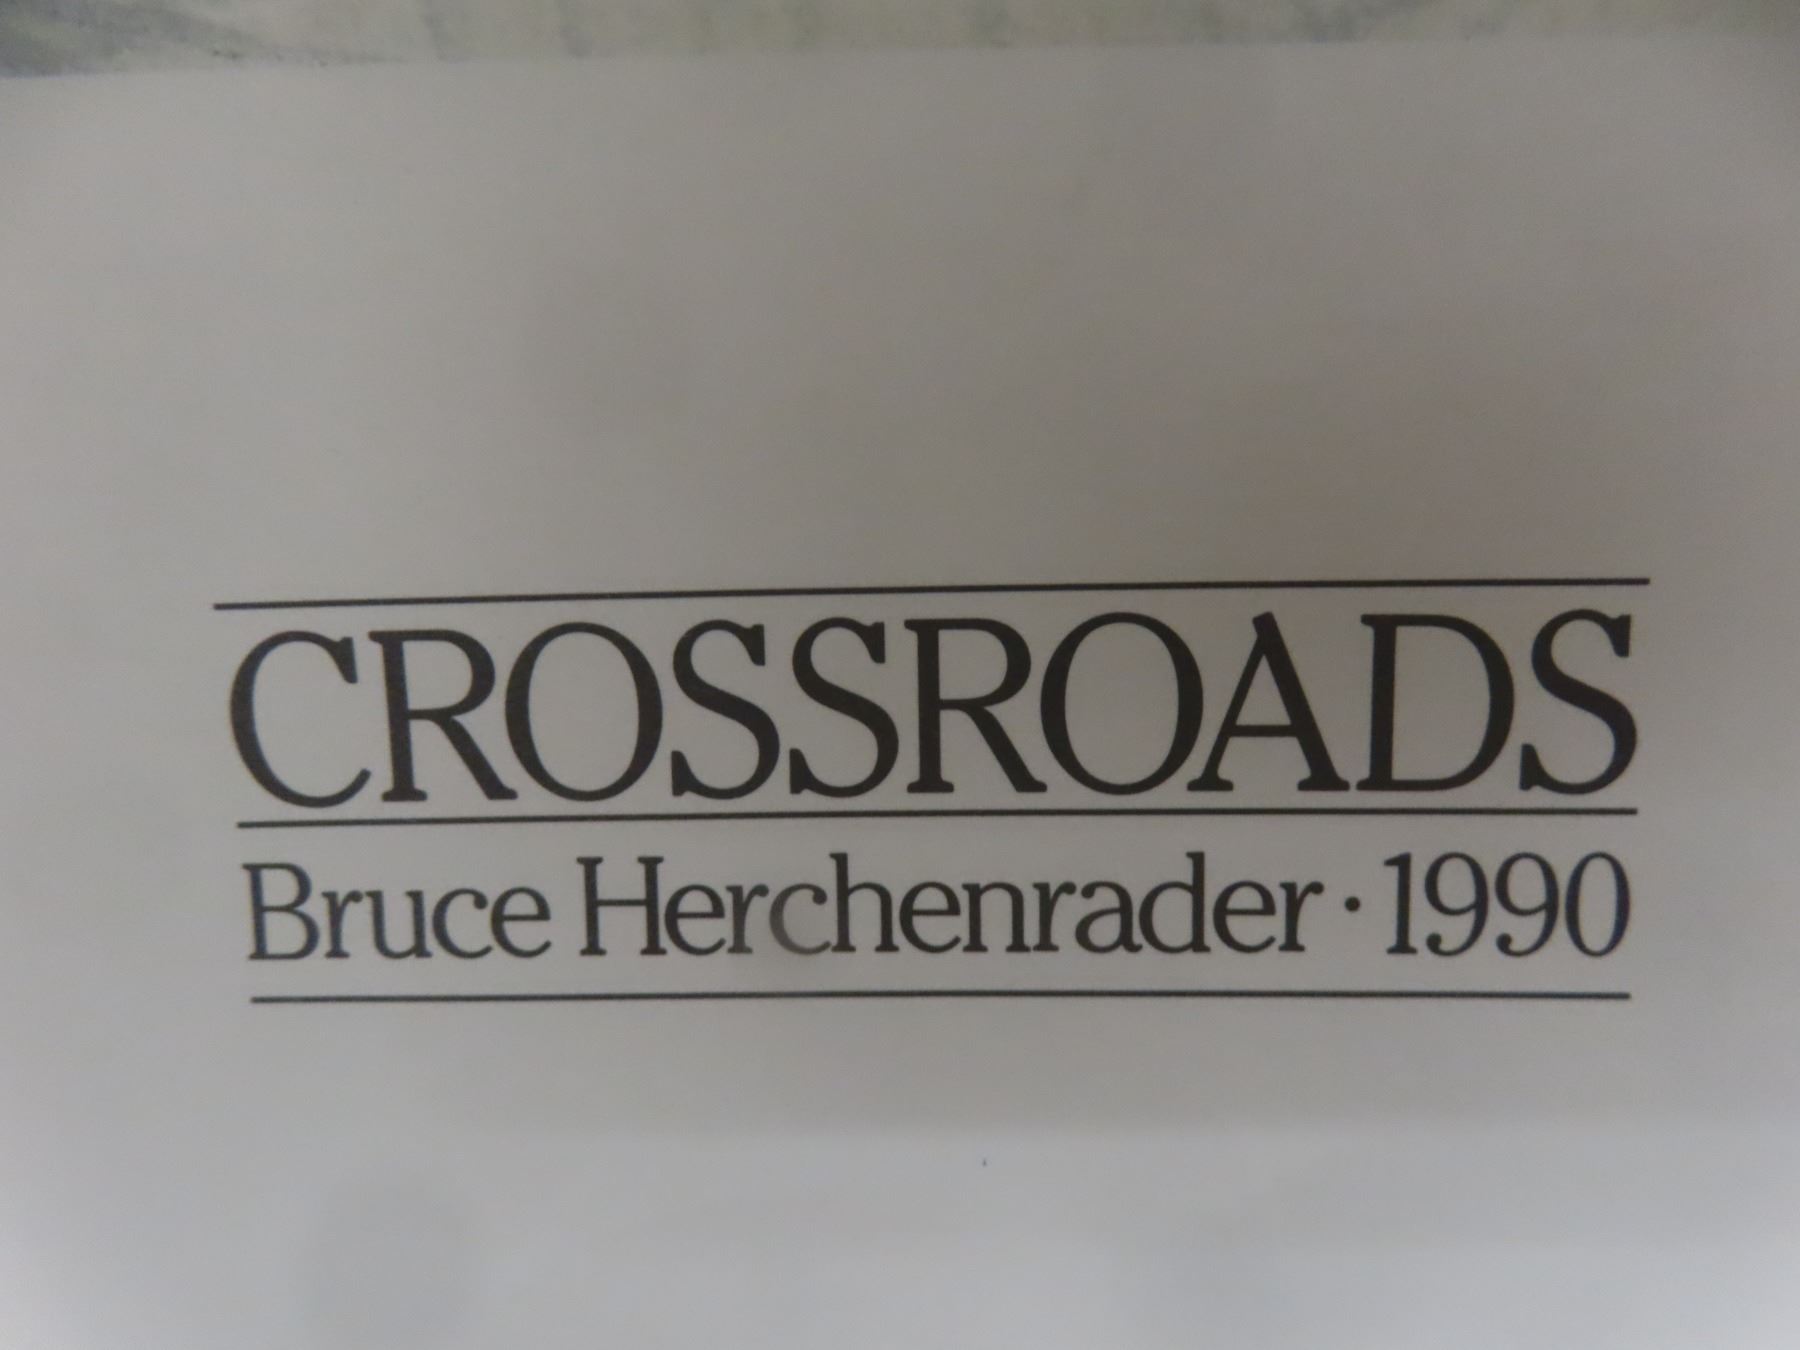 CROSSROADS
Bruce Herchenrader · 1990